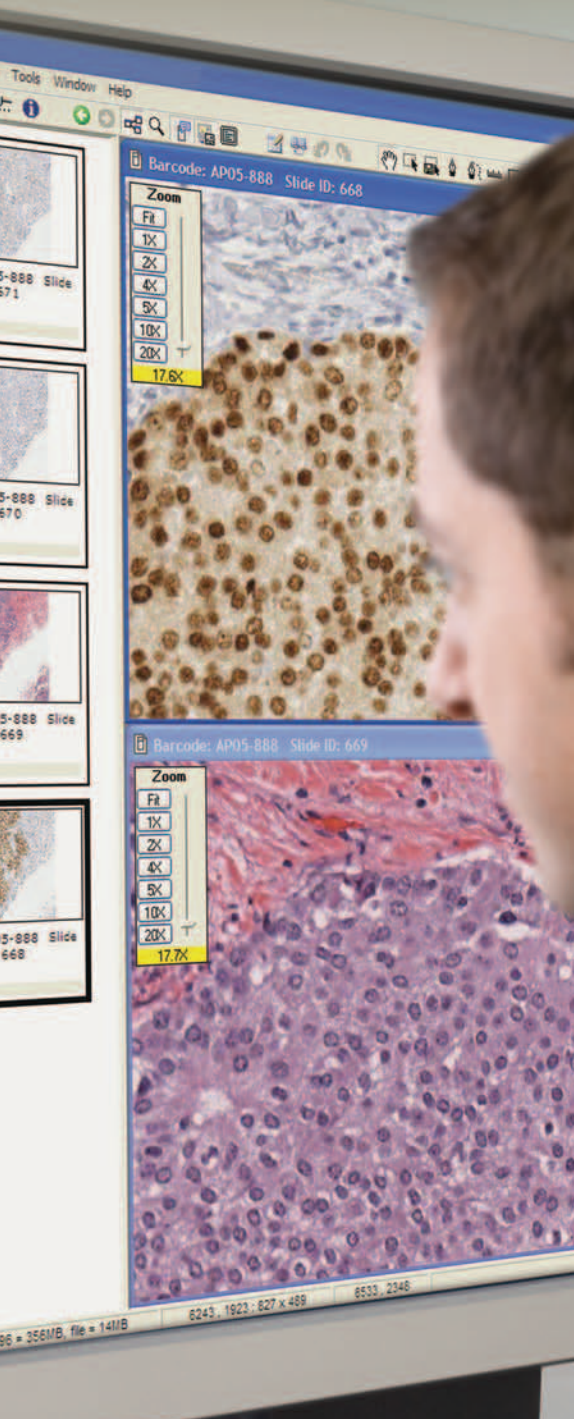 Tools Window Help
5-888 Slide
671
5-888 Slide
670
5-888 Slide
669
5-888 Slide
668
Barcode: AP05-888 Slide ID: 668
Zoom
Fit
1X
2X
4X
5X
10X
20X
17.6X
Barcode: AP05-888 Slide ID: 669
Zoom
Fit
1X
2X
4X
5X
10X
20X
17.7X
96 = 356MB, file = 14MB
6243, 1923 : 827 x 489
6533, 2346